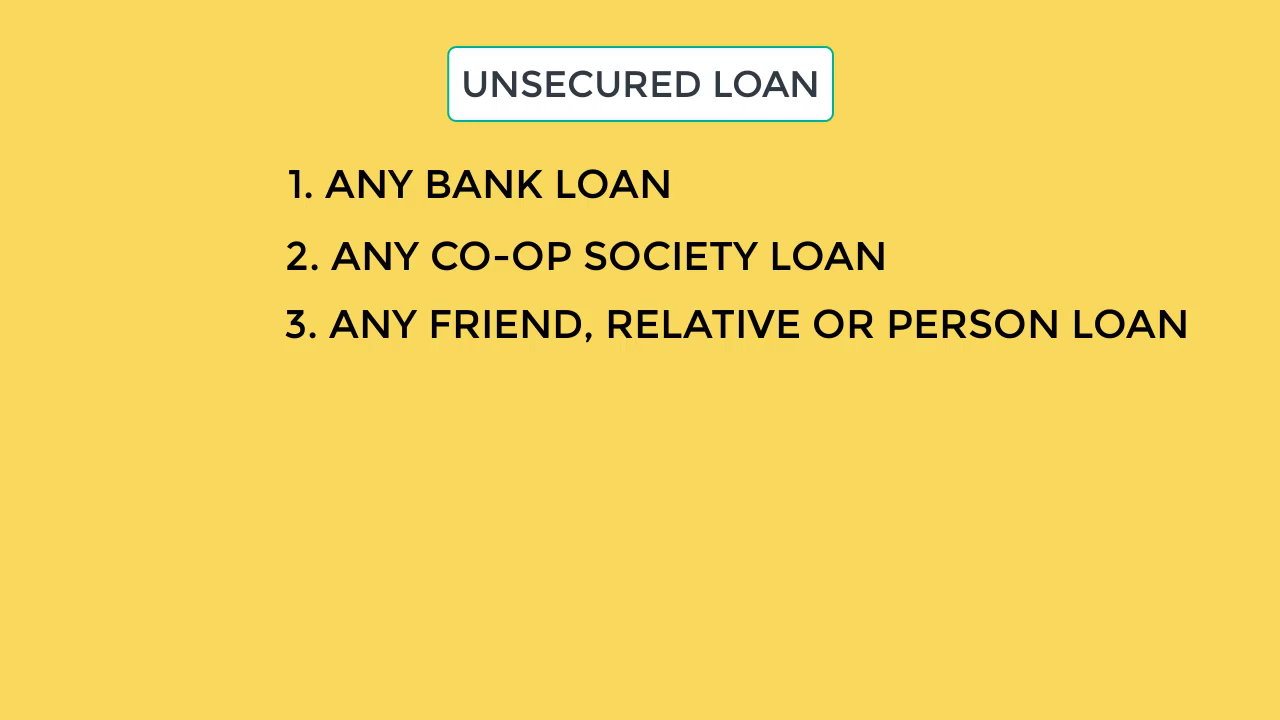 UNSECURED LOAN
1. ANY BANK LOAN
2. ANY CO-OP SOCIETY LOAN
3. ANY FRIEND, RELATIVE OR PERSON LOAN